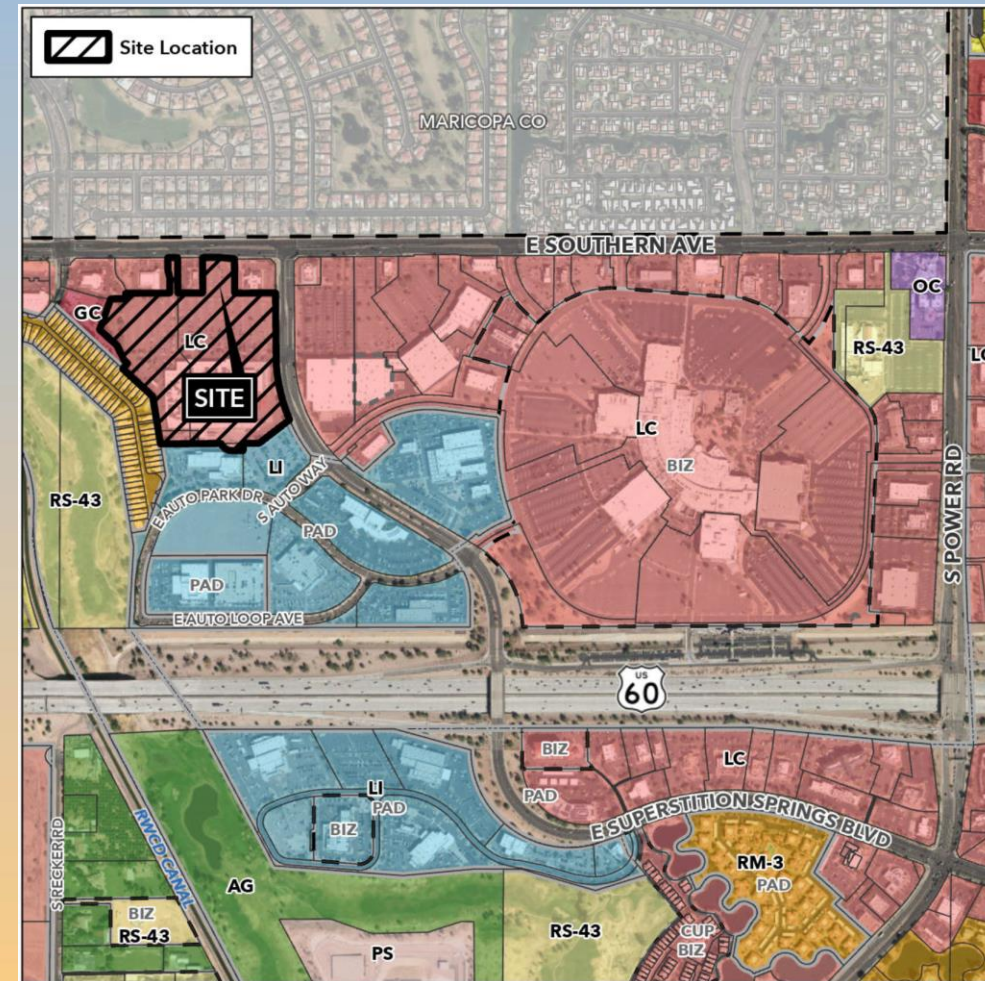 Site Location
MARICOPA CO
E SOUTHERN AVE
GC
LC
OC
RS-43
SITE
LC
BIZ
LC
RS-43
LI
E AUTO PARK DR
S AUTO WAY
PAD
PAD
E AUTO LOOP AVE
S POWER RD
US
60
BIZ
LC
PAD
LI
PAD
BIZ
E SUPERSTITION SPRINGS BLVD
RM-3
PAD
S RECKER RD
RWCD CANAL
AG
BIZ
RS-43
PS
RS-43
CUP
BIZ